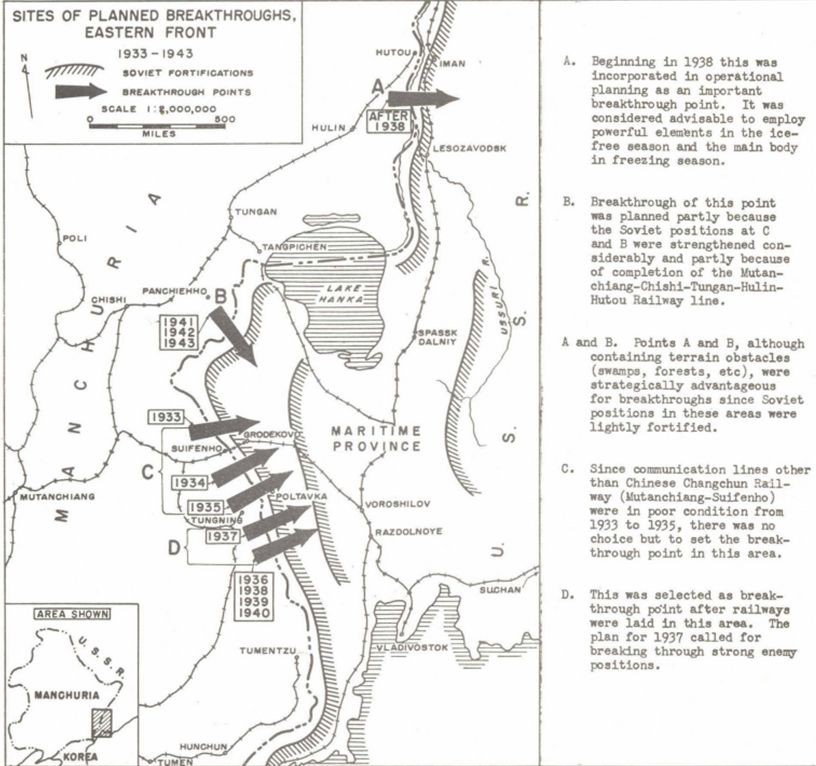 SITES OF PLANNED BREAKTHROUGHS,
EASTERN FRONT
1933-1943
N
SOVIET FORTIFICATIONS
BREAKTHROUGH POINTS
SCALE 1:8,000,000
0 500
MILES
HUTOU
IMAN
A
AFTER
1938
HULIN
LESOZAVODSK
TUNGAN
POLI
TANGPICHEN
LAKE
HANKA
PANCHIEHHO
CHISHI
B
1941
1942
1943
SPASSK
DALNIY
USSURI R.
MANCHURIA
U. S. S. R.
1933
GRODEKOVO
SUIFENHO
MARITIME
PROVINCE
C
1934
MUTANCHIANG
1935
POLTAVKA
TUNGNING
VOROSHILOV
1937
RAZDOLNOYE
D
1936
1938
1939
1940
SUCHAN
VLADIVOSTOK
TUMENTZU
HUNCHUN
TUMEN
AREA SHOWN
U.S.S.R.
MANCHURIA
KOREA
A. Beginning in 1938 this was
incorporated in operational
planning as an important
breakthrough point. It was
considered advisable to employ
powerful elements in the ice-
free season and the main body
in freezing season.
B. Breakthrough of this point
was planned partly because
the Soviet positions at C
and B were strengthened con-
siderably and partly because
of completion of the Mutan-
chiang-Chishi-Tungan-Hulin-
Hutou Railway line.
A and B. Points A and B, although
containing terrain obstacles
(swamps, forests, etc), were
strategically advantageous
for breakthroughs since Soviet
positions in these areas were
lightly fortified.
C. Since communication lines other
than Chinese Changchun Rail-
way (Mutanchiang-Suifenho)
were in poor condition from
1933 to 1935, there was no
choice but to set the break-
through point in this area.
D. This was selected as break-
through point after railways
were laid in this area. The
plan for 1937 called for
breaking through strong enemy
positions.